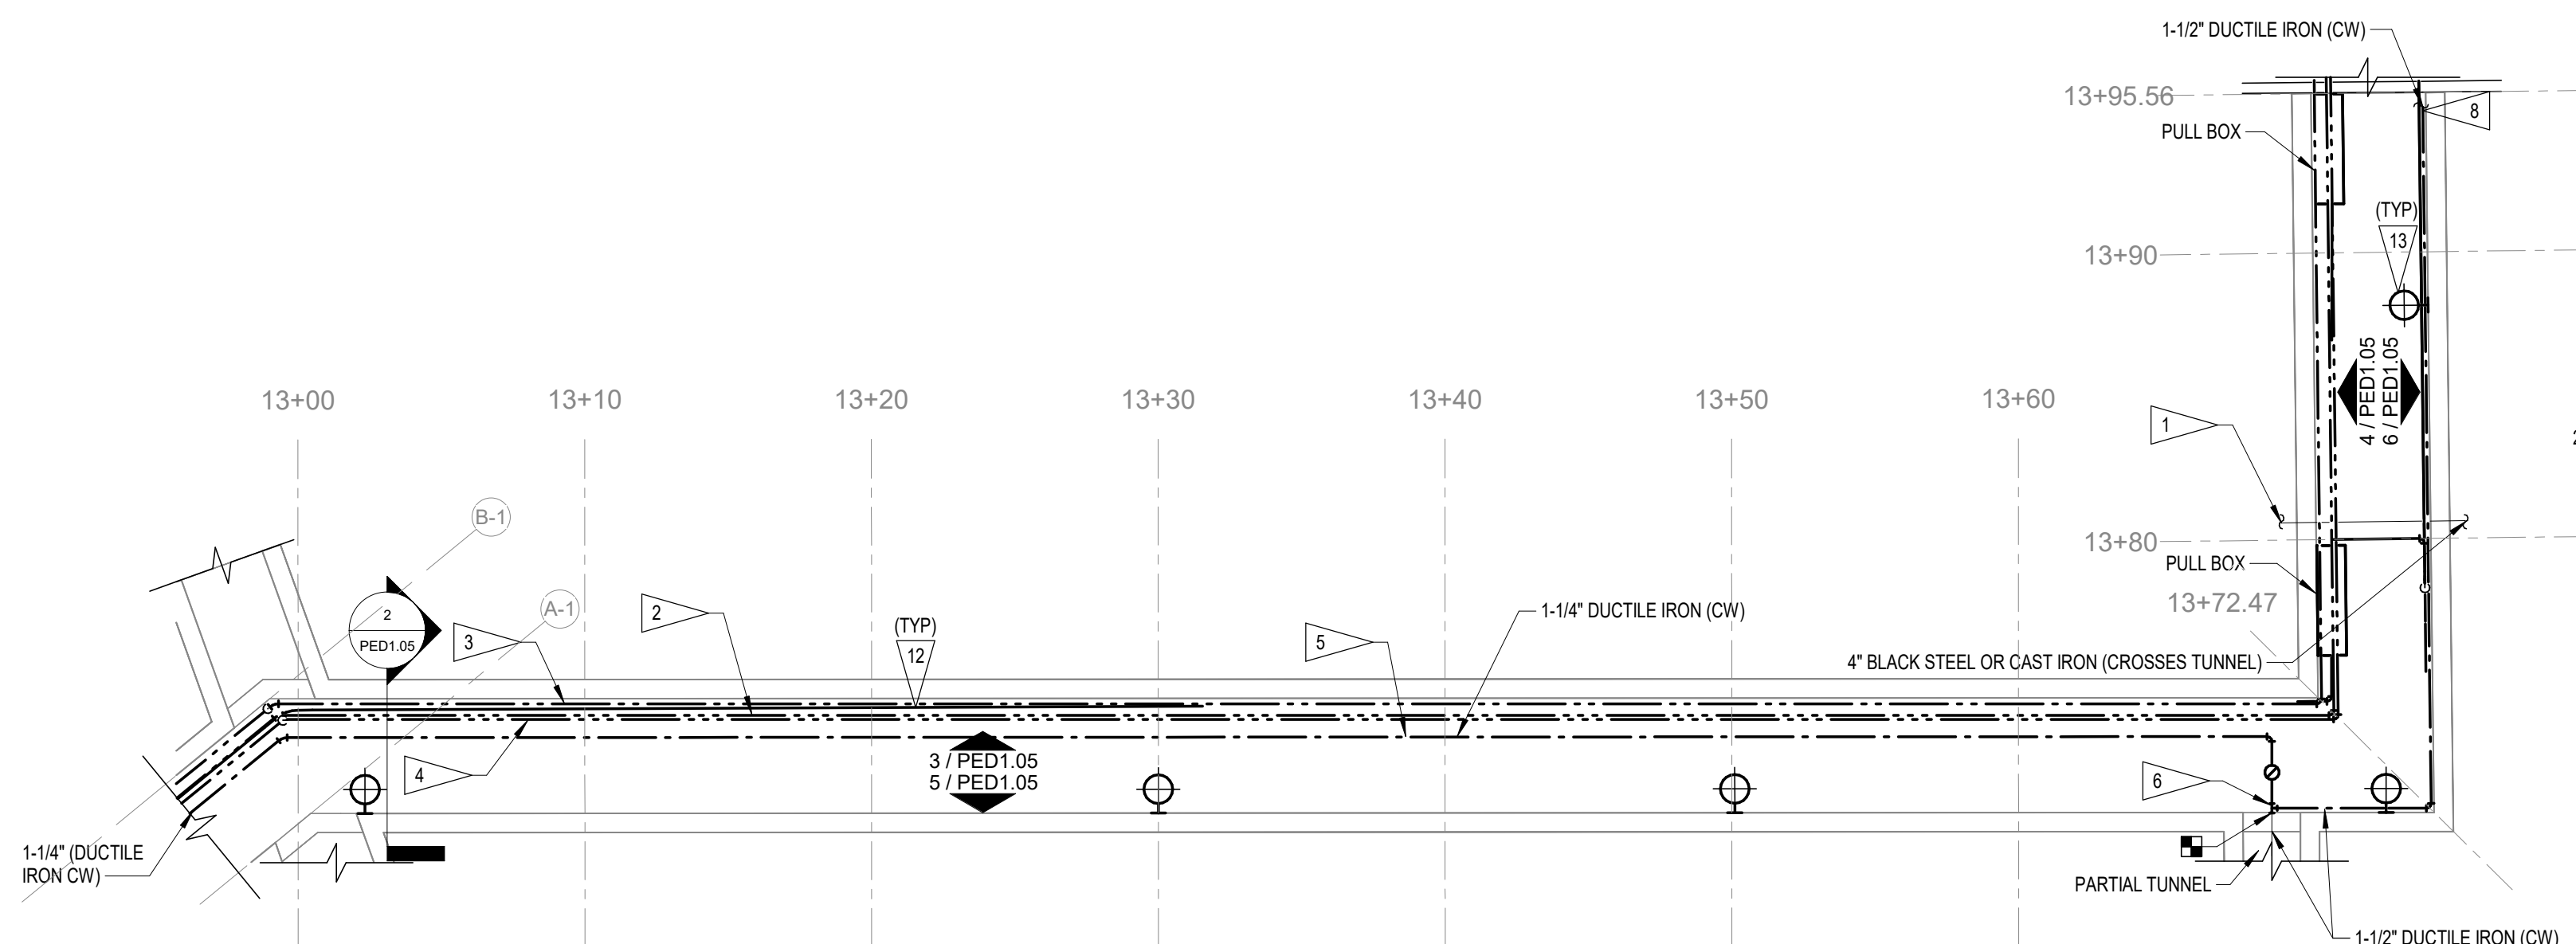 1-1/2" DUCTILE IRON (CW)
13+95.56
8
PULL BOX
(TYP)
13
13+90
4 / PED1.05
6 / PED1.05
13+00
13+10
13+20
13+30
13+40
13+50
13+60
1
B-1
13+80
PULL BOX
13+72.47
A-1
2
PED1.05
3
2
(TYP)
12
5
1-1/4" DUCTILE IRON (CW)
4" BLACK STEEL OR CAST IRON (CROSSES TUNNEL)
4
3 / PED1.05
5 / PED1.05
6
1-1/4" (DUCTILE
IRON CW)
PARTIAL TUNNEL
1-1/2" DUCTILE IRON (CW)